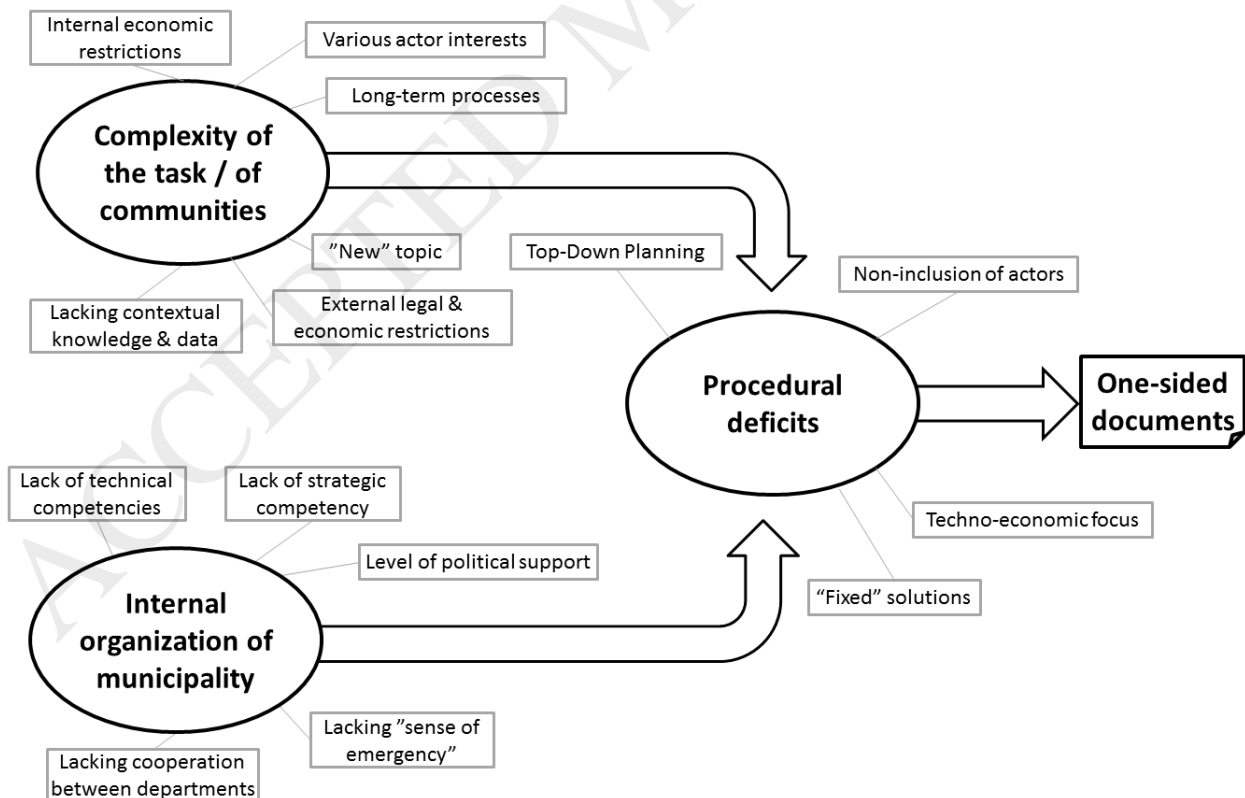 Internal economic
restrictions
Various actor interests
Long-term processes
Complexity of
the task / of
communities
”New” topic
Lacking contextual
knowledge & data
External legal &
economic restrictions
Top-Down Planning
Non-inclusion of actors
Procedural
deficits
One-sided
documents
Techno-economic focus
“Fixed” solutions
Lack of technical
competencies
Lack of strategic
competency
Level of political support
Internal
organization of
municipality
Lacking ”sense of
emergency”
Lacking cooperation
between departments
ACCEPTED M